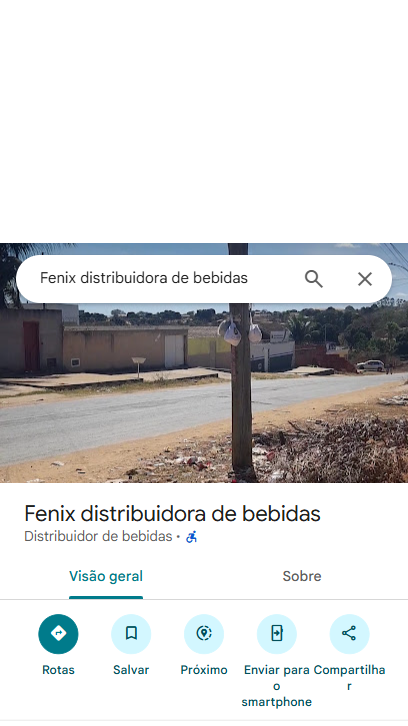 Fenix distribuidora de bebidas
Fenix distribuidora de bebidas
Distribuidor de bebidas ·
Visão geral
Sobre
Rotas
Salvar
Próximo
Enviar para o smartphone
Compartilhar